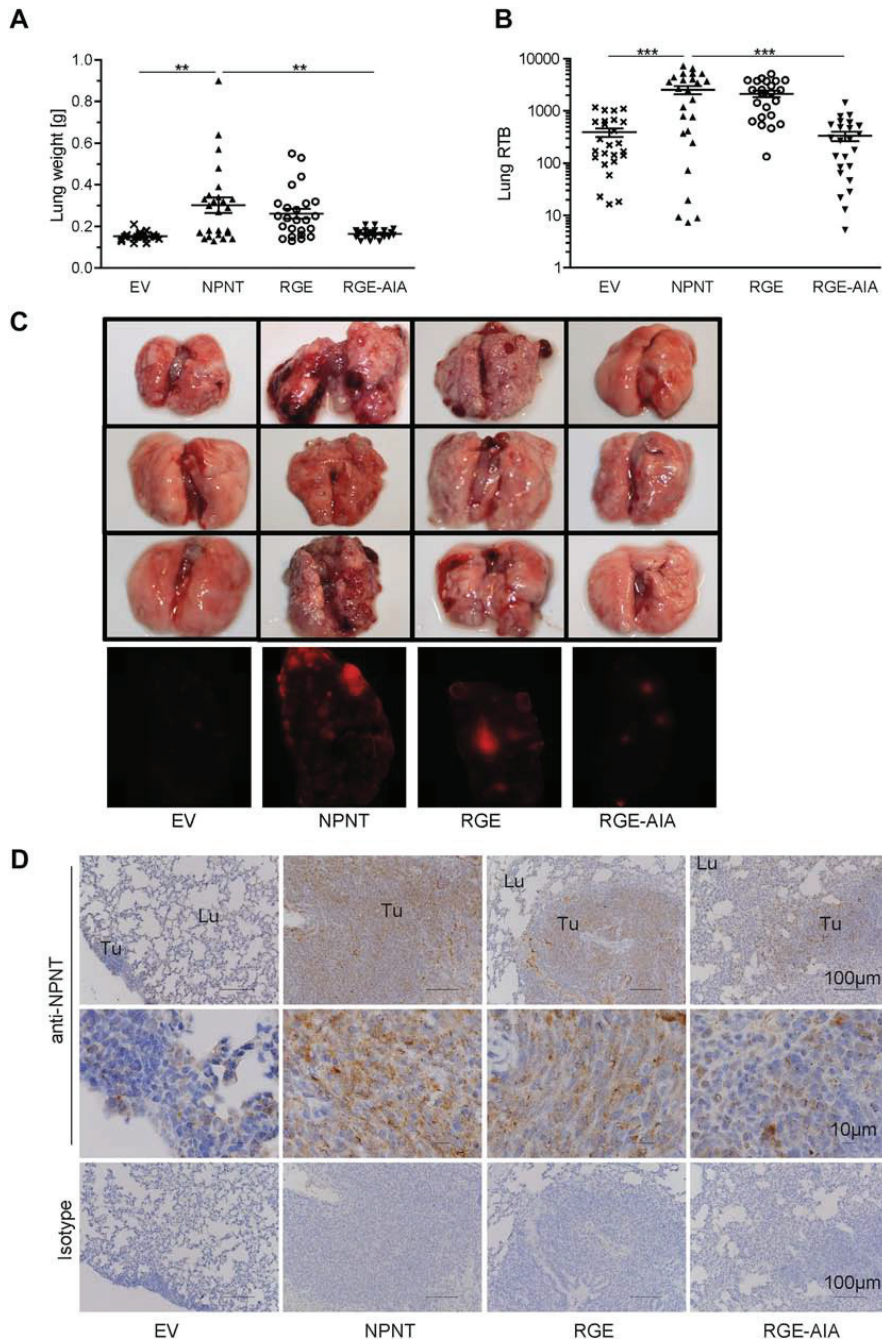 A
**
**
Lung weight [g]
1.0
0.8
0.6
0.4
0.2
0.0
EV NPNT RGE RGE-AIA
B
***
***
Lung RTB
10000
1000
100
10
1
EV NPNT RGE RGE-AIA
C
EV NPNT RGE RGE-AIA
D
anti-NPNT
Lu
Tu
Tu
Lu
Tu
Lu
Tu
100µm
10µm
Isotype
100µm
EV NPNT RGE RGE-AIA